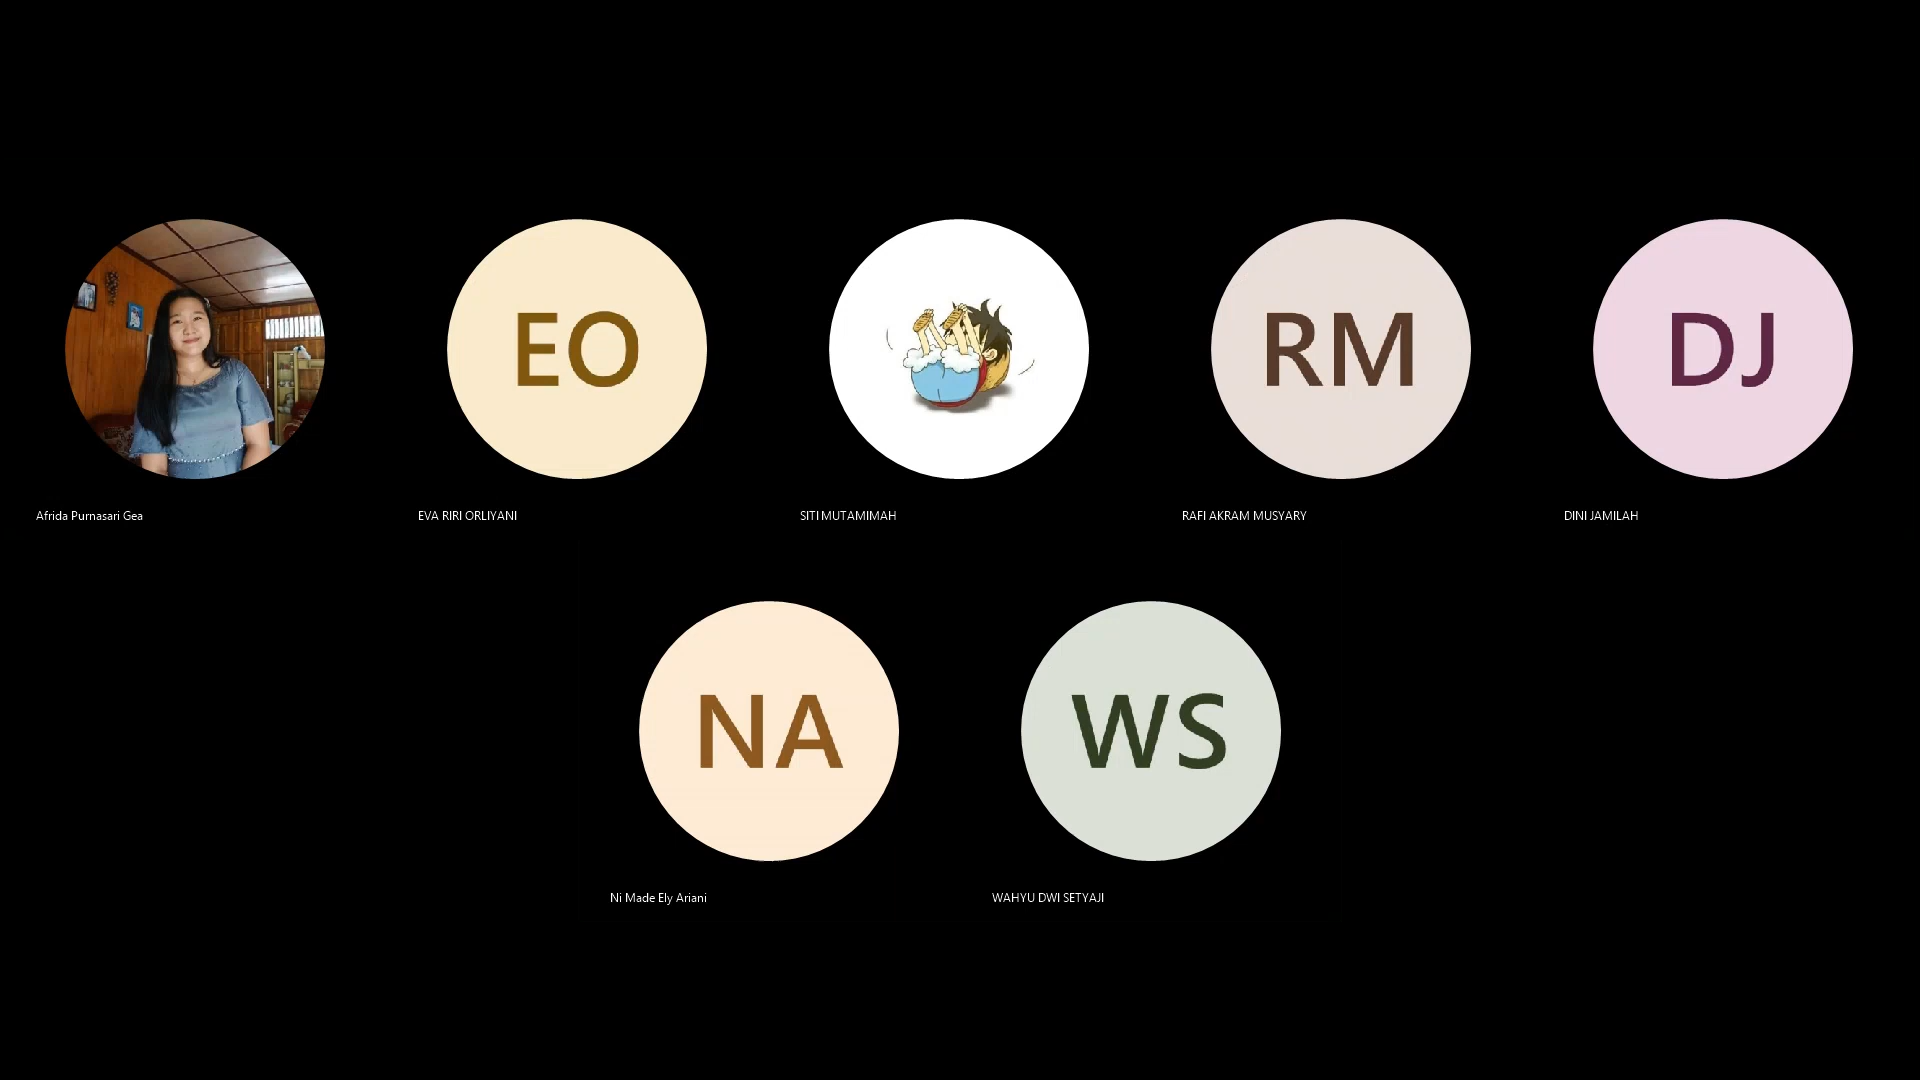 EO
RM
DJ
Afrida Purnasari Gea
EVA RIRI ORLIYANI
SITI MUTAMIMAH
RAFI AKRAM MUSYARY
DINI JAMILAH
NA
WS
Ni Made Ely Ariani
WAHYU DWI SETYAJI